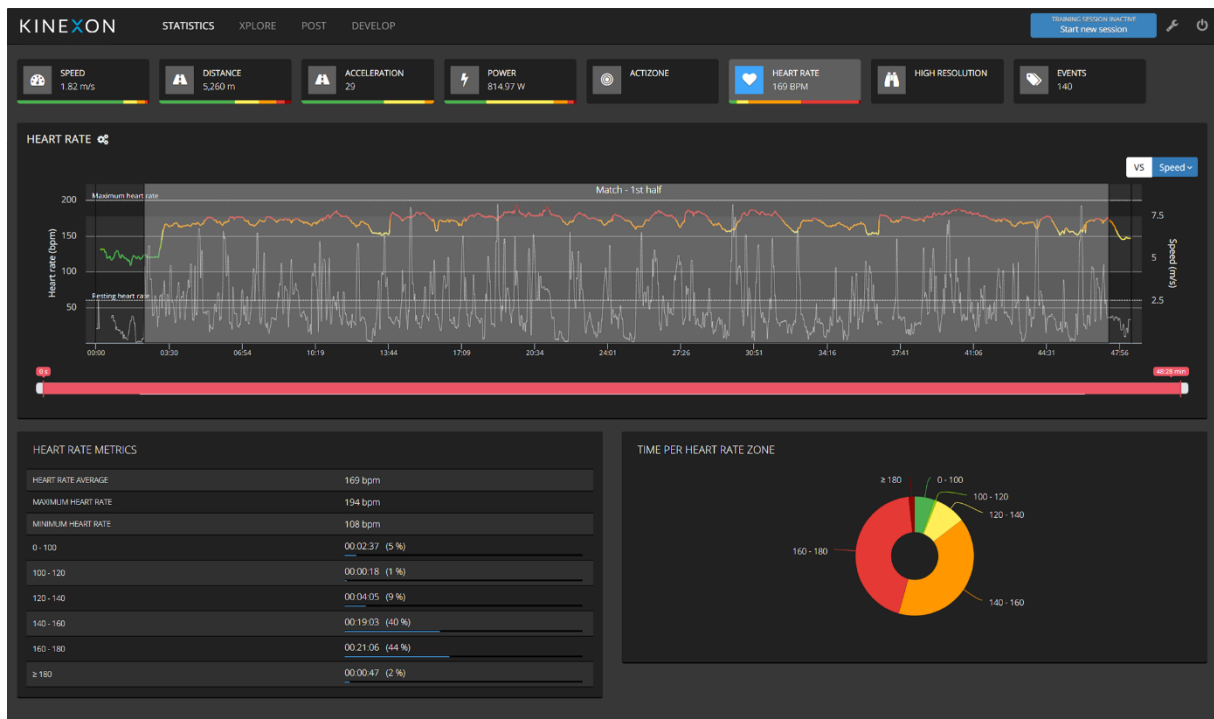 KINEXON STATISTICS XPLORE POST DEVELOP
TRAINING SESSION INACTIVE
Start new session
SPEED
1.82 m/s
DISTANCE
5,260 m
ACCELERATION
29
POWER
814.97 W
ACTIZONE
HEART RATE
169 BPM
HIGH RESOLUTION
EVENTS
140
HEART RATE
VS Speed
Match - 1st half
Maximum heart rate
Resting heart rate
Heart rate (bpm)
200
150
100
50
7.5
5
2.5
Speed (m/s)
00:00 03:30 06:54 10:19 13:44 17:09 20:34 24:01 27:26 30:51 34:16 37:41 41:06 44:31 47:56
0 s
48:28 min
HEART RATE METRICS
HEART RATE AVERAGE 169 bpm
MAXIMUM HEART RATE 194 bpm
MINIMUM HEART RATE 108 bpm
0 - 100 00:02:37 (5 %)
100 - 120 00:00:18 (1 %)
120 - 140 00:04:05 (9 %)
140 - 160 00:19:03 (40 %)
160 - 180 00:21:06 (44 %)
≥ 180 00:00:47 (2 %)
TIME PER HEART RATE ZONE
≥ 180
0 - 100
100 - 120
120 - 140
160 - 180
140 - 160